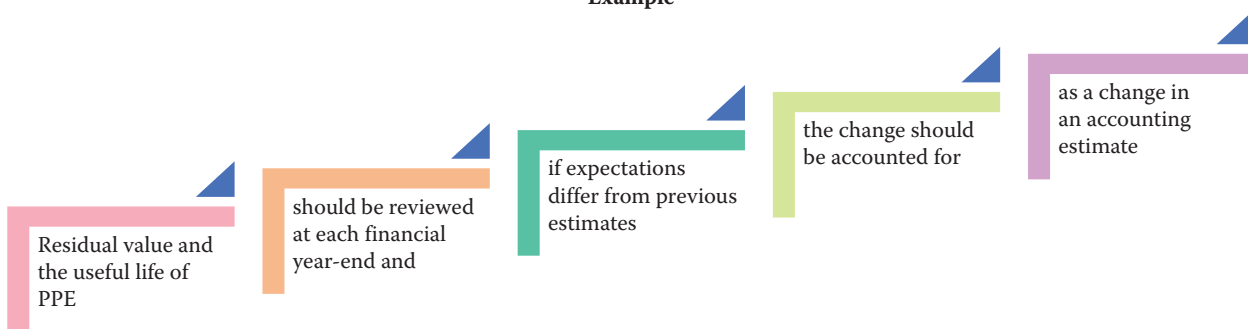 Example
Residual value and
the useful life of
PPE
should be reviewed
at each financial
year-end and
if expectations
differ from previous
estimates
the change should
be accounted for
as a change in
an accounting
estimate